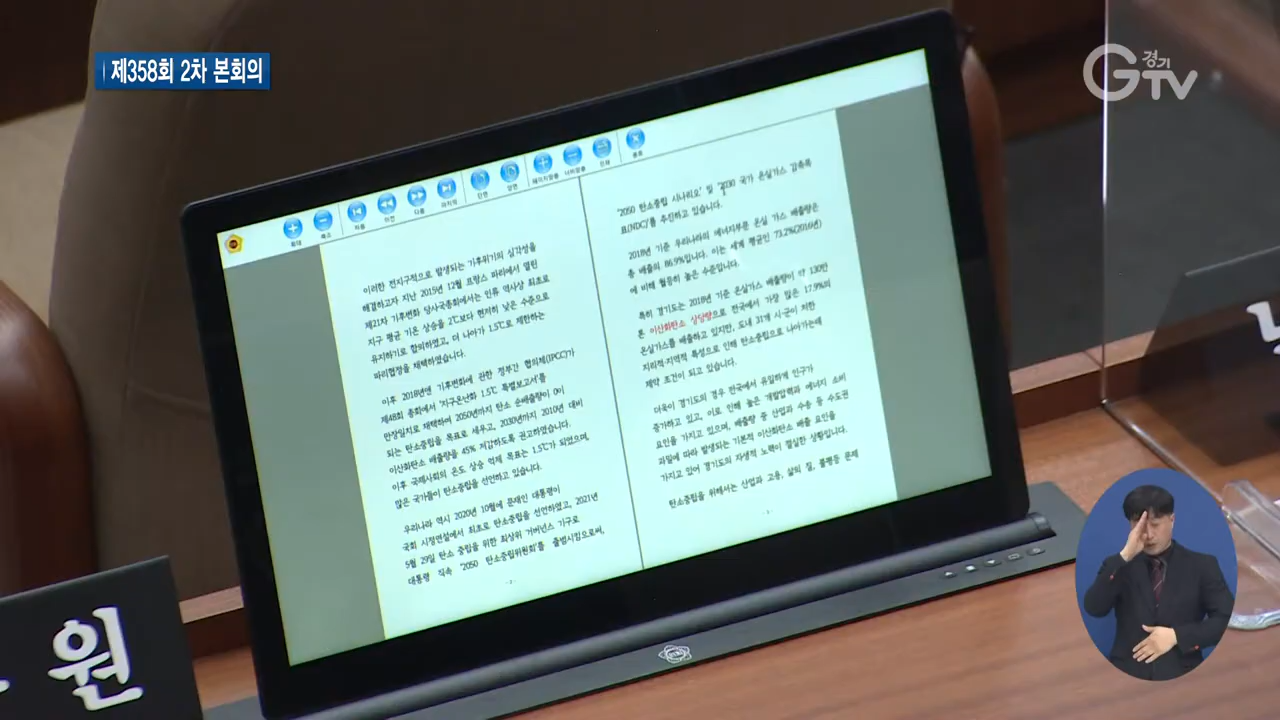 제358회 2차 본회의
경기
GTV
확대
축소
처음
이전
다음
마지막
단면
양면
페이지맞춤
너비맞춤
인쇄
종료
이러한 전지구적으로 발생되는 기후위기의 심각성을
해결하고자 지난 2015년 12월 프랑스 파리에서 열린
제21차 기후변화 당사국총회에서는 인류 역사상 최초로
지구 평균 기온 상승을 2℃보다 현저히 낮은 수준으로
유지하기로 합의하였고, 더 나아가 1.5℃로 제한하는
파리협정을 채택하였습니다.
이후 2018년엔 기후변화에 관한 정부간 협의체(IPCC)가
제48회 총회에서 '지구온난화 1.5℃ 특별보고서'를
만장일치로 채택하며 2050년까지 탄소 순배출량이 0이
되는 탄소중립을 목표로 세우고, 2030년까지 2010년 대비
이산화탄소 배출량을 45% 저감하도록 권고하였습니다.
이후 국제사회의 온도 상승 억제 목표는 1.5℃가 되었으며,
많은 국가들이 탄소중립을 선언하고 있습니다.
우리나라 역시 2020년 10월에 문재인 대통령이
국회 시정연설에서 최초로 탄소중립을 선언하였고, 2021년
5월 29일 탄소 중립을 위한 최상위 거버넌스 기구로
대통령 직속 '2050 탄소중립위원회'를 출범시킴으로써,
- 2 -
'2050 탄소중립 시나리오' 및 '2030 국가 온실가스 감축목
표(NDC)'를 추진하고 있습니다.
2018년 기준 우리나라의 에너지부문 온실 가스 배출량은
총 배출의 86.9%입니다. 이는 세계 평균인 73.2%(2016년)
에 비해 월등히 높은 수준입니다.
특히 경기도는 2018년 기준 온실가스 배출량이 약 130만
톤 이산화탄소 상당량으로 전국에서 가장 많은 17.9%의
온실가스를 배출하고 있지만, 도내 31개 시·군이 처한
지리적·지역적 특성으로 인해 탄소중립으로 나아가는데
제약 조건이 되고 있습니다.
더욱이 경기도의 경우 전국에서 유일하게 인구가
증가하고 있고, 이로 인해 높은 개발압력과 에너지 소비
요인을 가지고 있으며, 배출량 중 산업과 수송 등 수도권
과밀에 따라 발생되는 기본적 이산화탄소 배출 요인을
가지고 있어 경기도의 자생적 노력이 절실한 상황입니다.
탄소중립을 위해서는 산업과 고용, 삶의 질, 불평등 문제
- 3 -
원